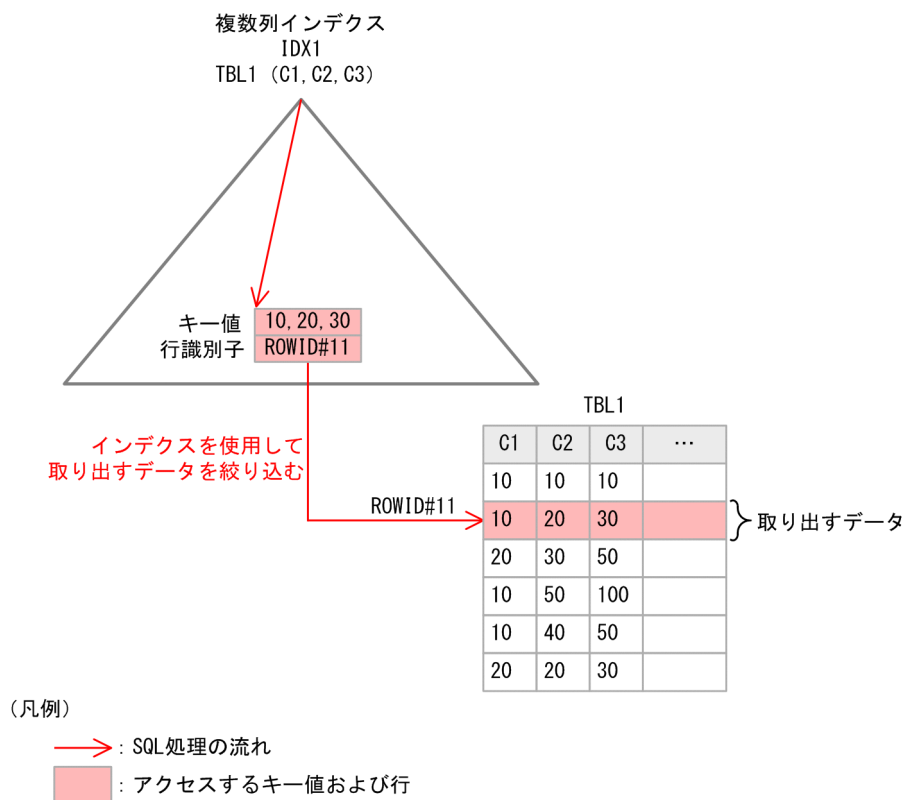 複数列インデクス
IDX1
TBL1（C1,C2,C3）
キー値 10,20,30
行識別子 ROWID#11
インデクスを使用して
取り出すデータを絞り込む
ROWID#11
TBL1
C1 C2 C3 …
10 10 10
10 20 30
取り出すデータ
20 30 50
10 50 100
10 40 50
20 20 30
（凡例）
：SQL処理の流れ
：アクセスするキー値および行